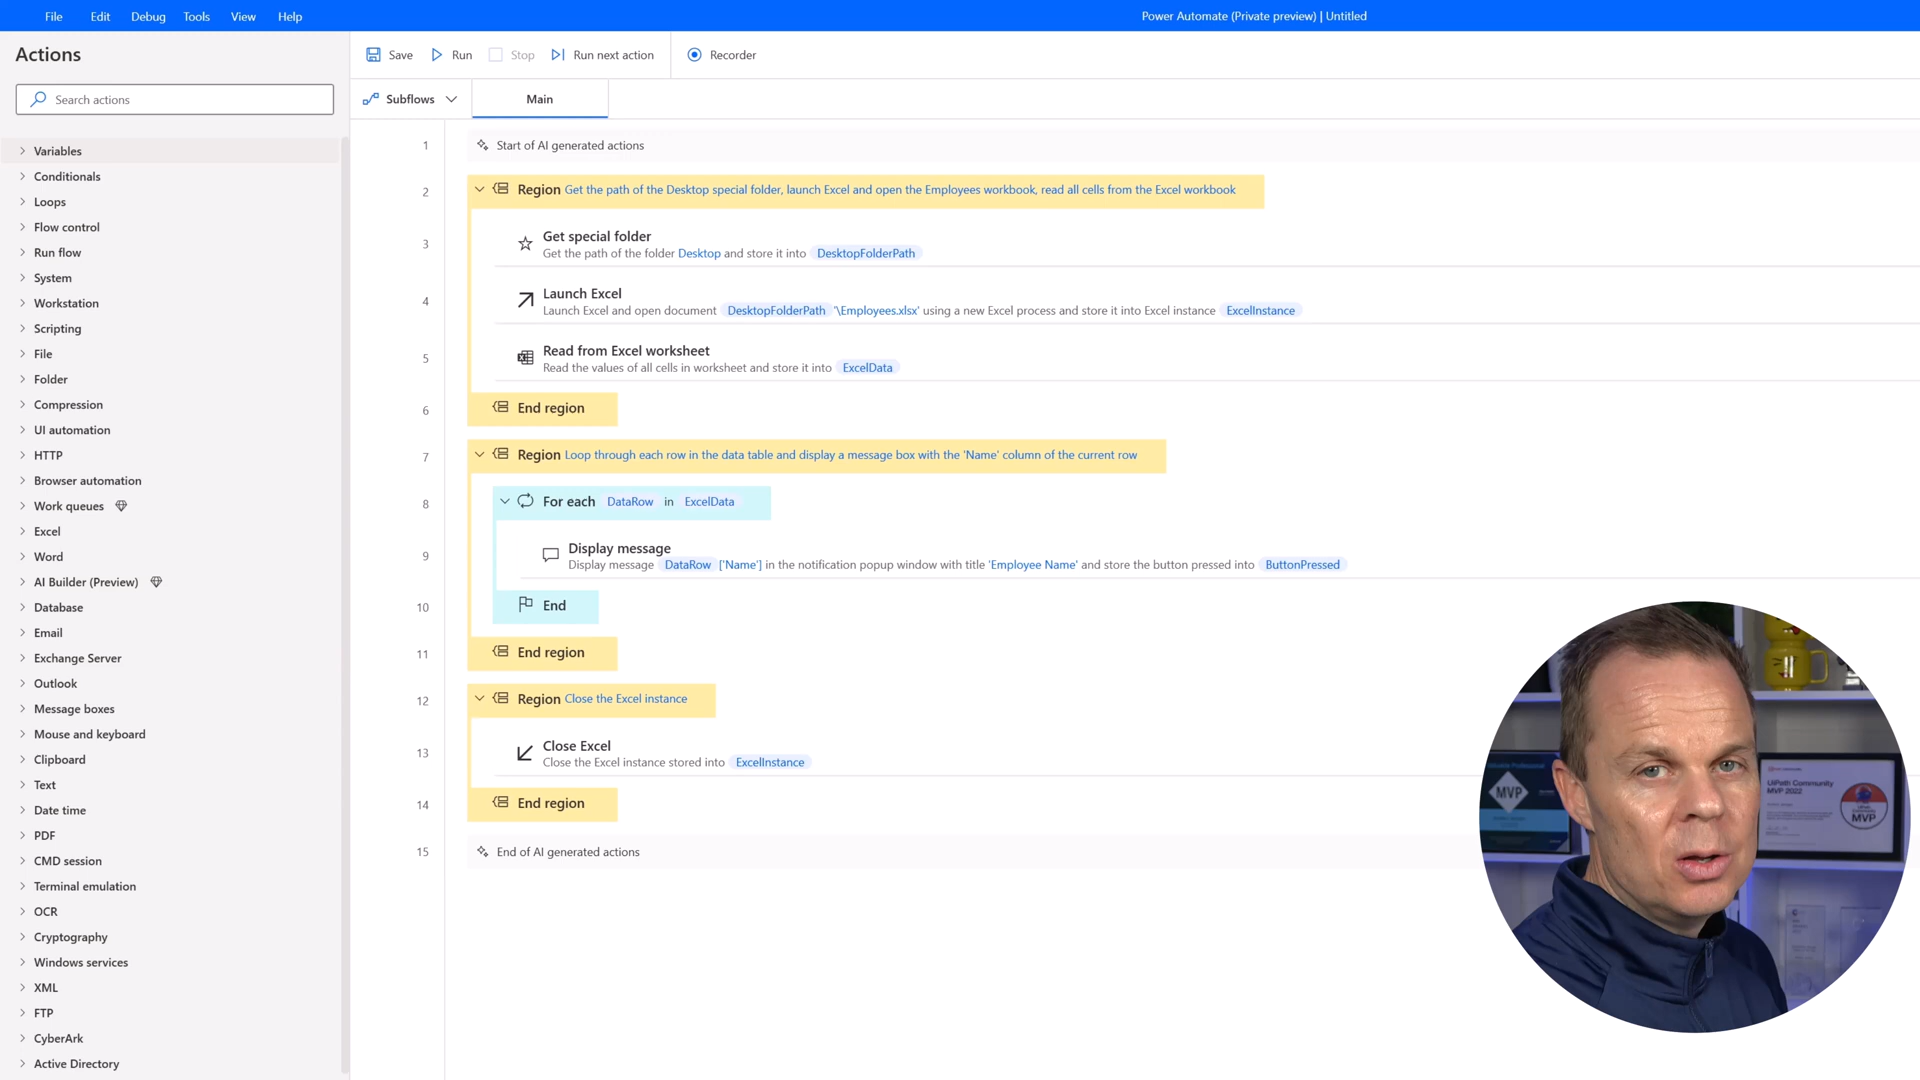 File Edit Debug Tools View Help
Power Automate (Private preview) | Untitled
Actions
Search actions
Variables
Conditionals
Loops
Flow control
Run flow
System
Workstation
Scripting
File
Folder
Compression
UI automation
HTTP
Browser automation
Work queues
Excel
Word
AI Builder (Preview)
Database
Email
Exchange Server
Outlook
Message boxes
Mouse and keyboard
Clipboard
Text
Date time
PDF
CMD session
Terminal emulation
OCR
Cryptography
Windows services
XML
FTP
CyberArk
Active Directory
Save Run Stop Run next action Recorder
Subflows Main
1 Start of AI generated actions
2 Region Get the path of the Desktop special folder, launch Excel and open the Employees workbook, read all cells from the Excel workbook
3 Get special folder
Get the path of the folder Desktop and store it into DesktopFolderPath
4 Launch Excel
Launch Excel and open document DesktopFolderPath '\Employees.xlsx' using a new Excel process and store it into Excel instance ExcelInstance
5 Read from Excel worksheet
Read the values of all cells in worksheet and store it into ExcelData
6 End region
7 Region Loop through each row in the data table and display a message box with the 'Name' column of the current row
8 For each DataRow in ExcelData
9 Display message
Display message DataRow ['Name'] in the notification popup window with title 'Employee Name' and store the button pressed into ButtonPressed
10 End
11 End region
12 Region Close the Excel instance
13 Close Excel
Close the Excel instance stored into ExcelInstance
14 End region
15 End of AI generated actions
MVP
UiPath Community
MVP 2022
MVP